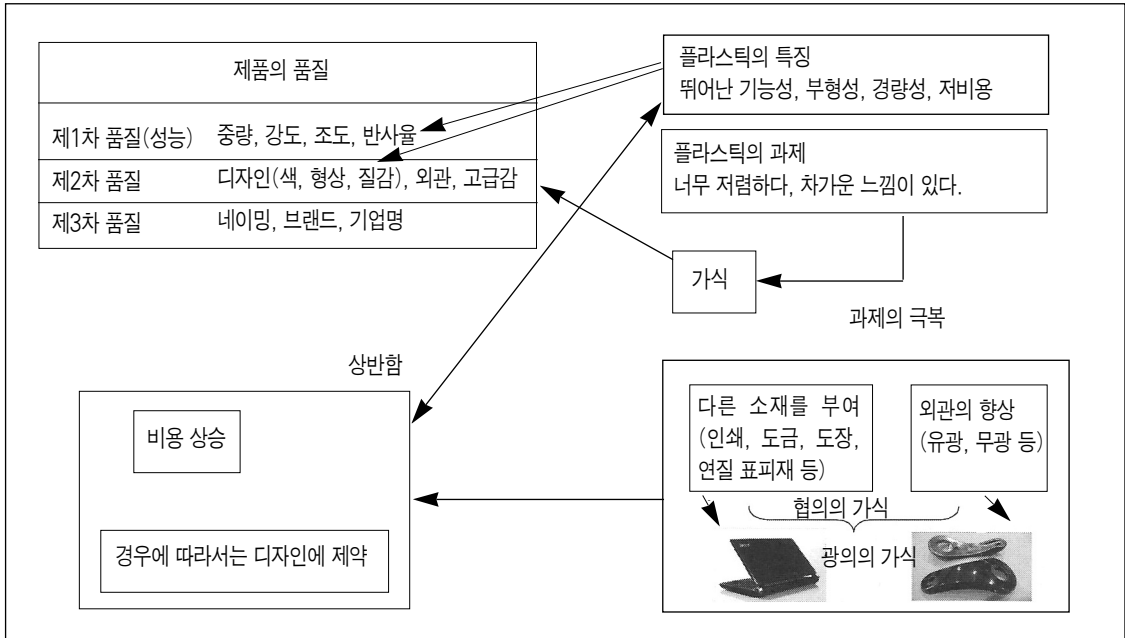 제품의 품질
제1차 품질(성능) 중량, 강도, 조도, 반사율
제2차 품질 디자인(색, 형상, 질감), 외관, 고급감
제3차 품질 네이밍, 브랜드, 기업명
플라스틱의 특징
뛰어난 기능성, 부형성, 경량성, 저비용
플라스틱의 과제
너무 저렴하다, 차가운 느낌이 있다.
가식
과제의 극복
상반함
비용 상승
경우에 따라서는 디자인에 제약
다른 소재를 부여
(인쇄, 도금, 도장,
연질 표피재 등)
외관의 향상
(유광, 무광 등)
협의의 가식
광의의 가식